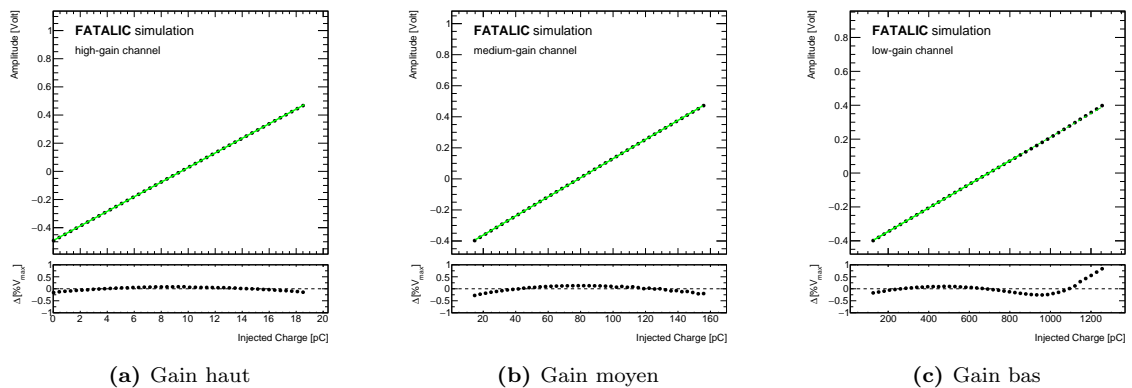 Amplitude [Volt]
1
0.8
0.6
0.4
0.2
0
−0.2
−0.4
FATALIC simulation
high-gain channel
Δ[%Vmax]
1
0.5
0
−0.5
−1
0 2 4 6 8 10 12 14 16 18 20
Injected Charge [pC]
(a) Gain haut
Amplitude [Volt]
1
0.8
0.6
0.4
0.2
0
−0.2
−0.4
FATALIC simulation
medium-gain channel
Δ[%Vmax]
1
0.5
0
−0.5
−1
20 40 60 80 100 120 140 160
Injected Charge [pC]
(b) Gain moyen
Amplitude [Volt]
0.8
0.6
0.4
0.2
0
−0.2
−0.4
FATALIC simulation
low-gain channel
Δ[%Vmax]
1
0.5
0
−0.5
−1
200 400 600 800 1000 1200
Injected Charge [pC]
(c) Gain bas